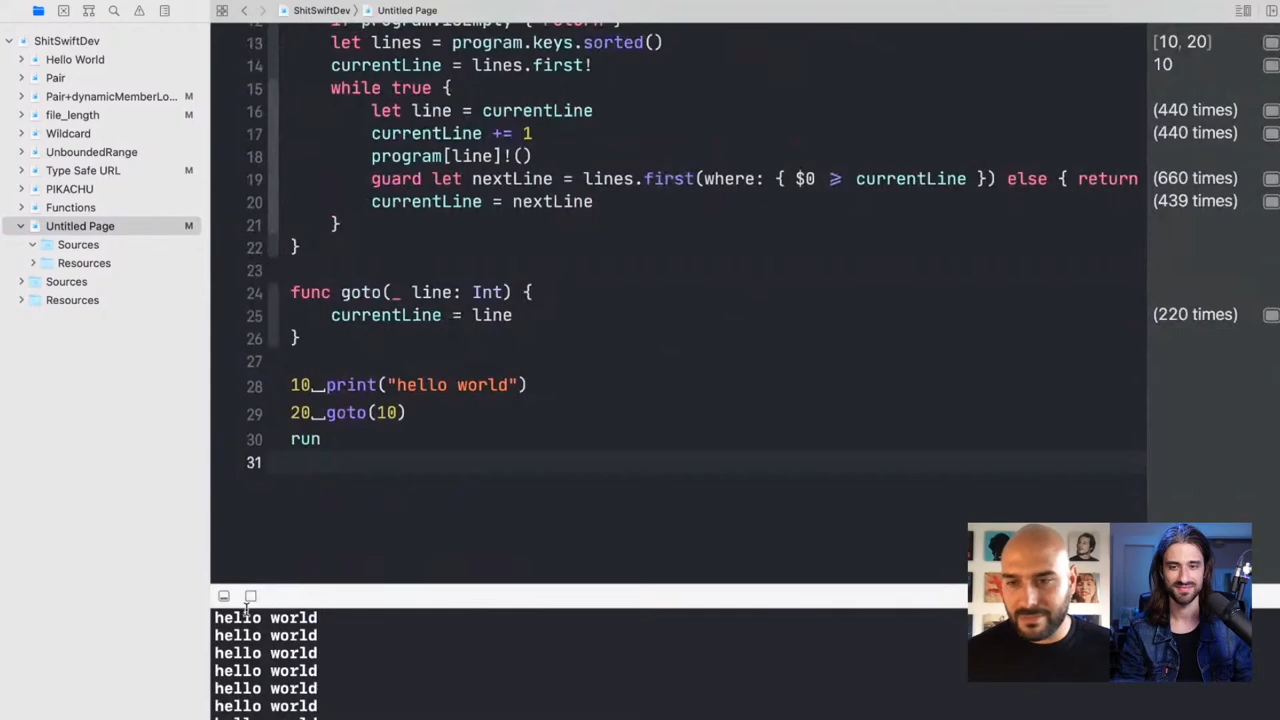 ShitSwiftDev
Untitled Page
ShitSwiftDev
Hello World
Pair
Pair+dynamicMemberLo... M
file_length M
Wildcard
UnboundedRange
Type Safe URL M
PIKACHU
Functions
Untitled Page M
Sources
Resources
Sources
Resources
13 let lines = program.keys.sorted() [10, 20]
14 currentLine = lines.first! 10
15 while true {
16 let line = currentLine (440 times)
17 currentLine += 1 (440 times)
18 program[line]!()
19 guard let nextLine = lines.first(where: { $0 ⩾ currentLine }) else { return (660 times)
20 currentLine = nextLine (439 times)
21 }
22 }
23
24 func goto(_ line: Int) {
25 currentLine = line (220 times)
26 }
27
28 10⎵print("hello world")
29 20⎵goto(10)
30 run
31
hello world
hello world
hello world
hello world
hello world
hello world